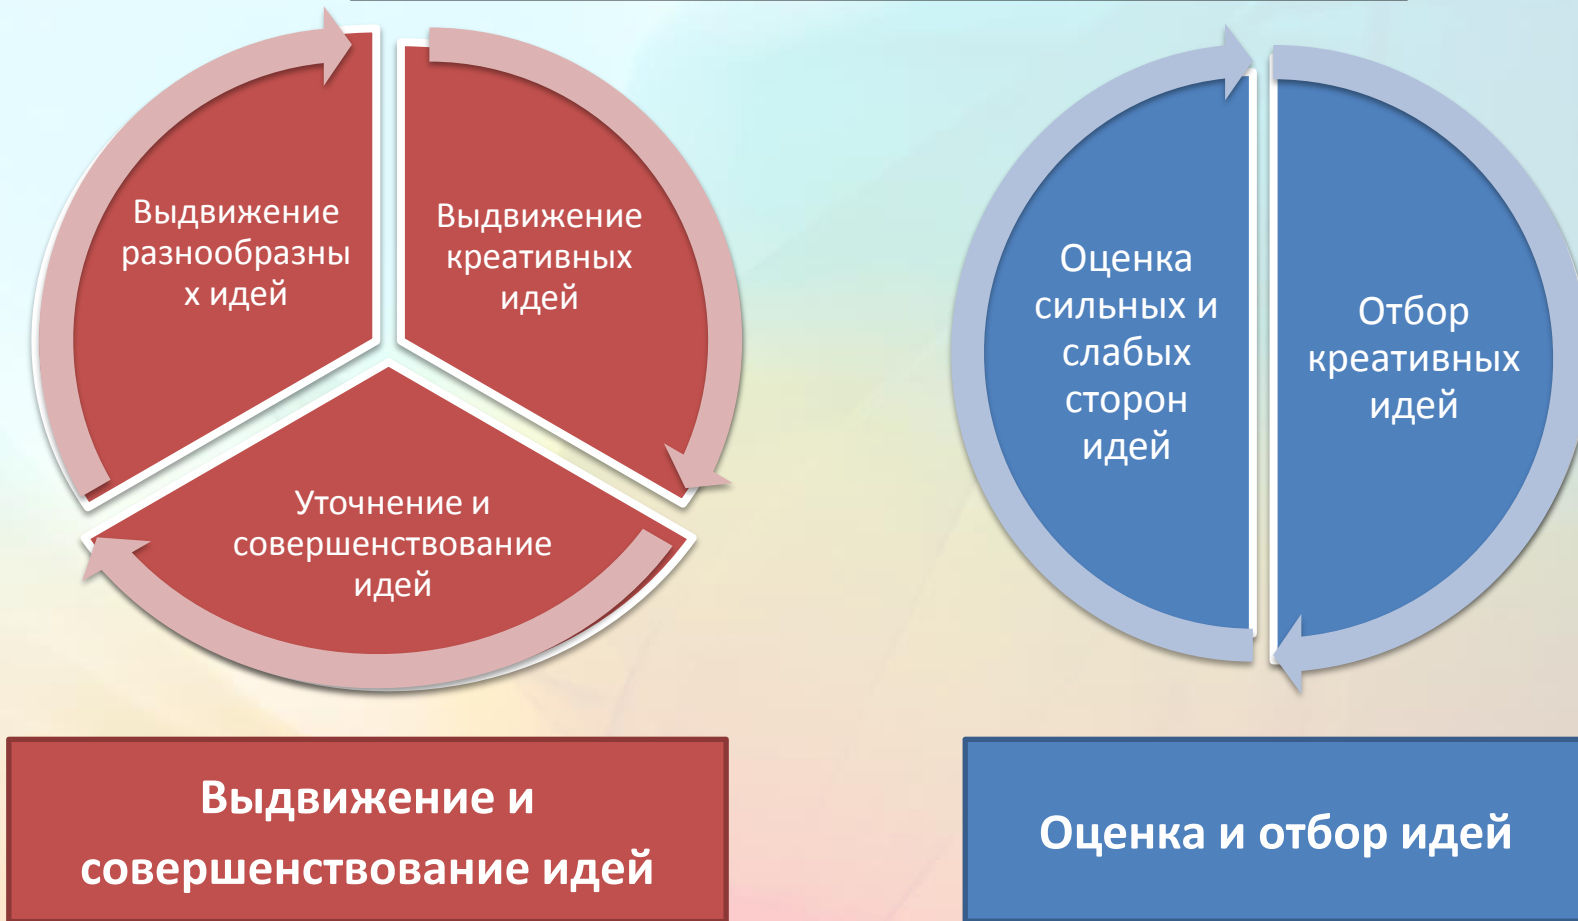 Выдвижение
разнообразны
х идей
Выдвижение
креативных
идей
Уточнение и
совершенствование
идей
Оценка
сильных и
слабых
сторон
идей
Отбор
креативных
идей
Выдвижение и
совершенствование идей
Оценка и отбор идей